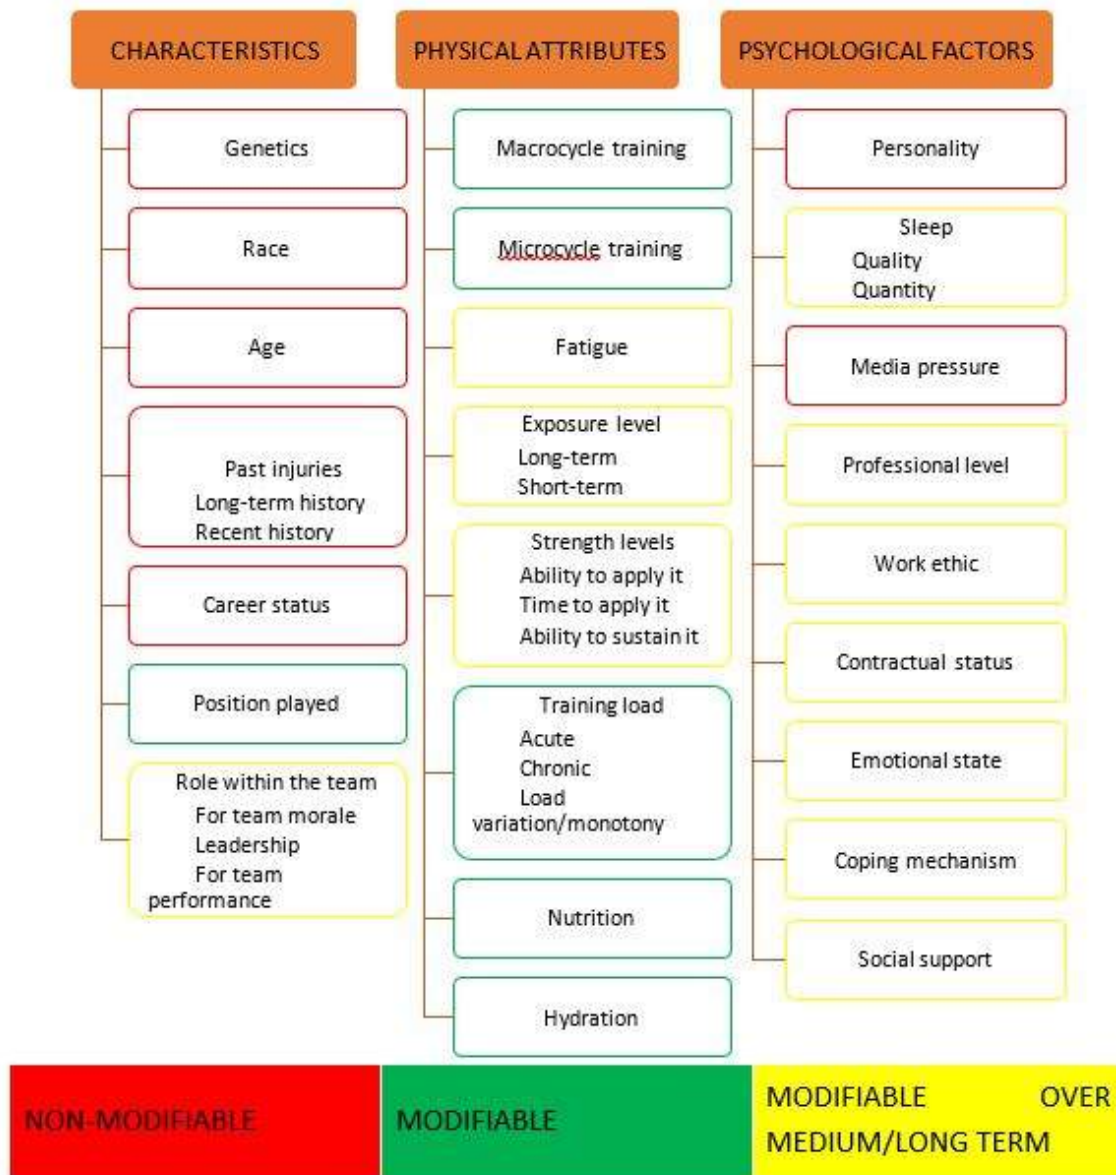 CHARACTERISTICS
Genetics
Race
Age
Past injuries
Long-term history
Recent history
Career status
Position played
Role within the team
For team morale
Leadership
For team
performance
PHYSICAL ATTRIBUTES
Macrocycle training
Microcycle training
Fatigue
Exposure level
Long-term
Short-term
Strength levels
Ability to apply it
Time to apply it
Ability to sustain it
Training load
Acute
Chronic
Load
variation/monotony
Nutrition
Hydration
PSYCHOLOGICAL FACTORS
Personality
Sleep
Quality
Quantity
Media pressure
Professional level
Work ethic
Contractual status
Emotional state
Coping mechanism
Social support
NON-MODIFIABLE
MODIFIABLE
MODIFIABLE OVER
MEDIUM/LONG TERM